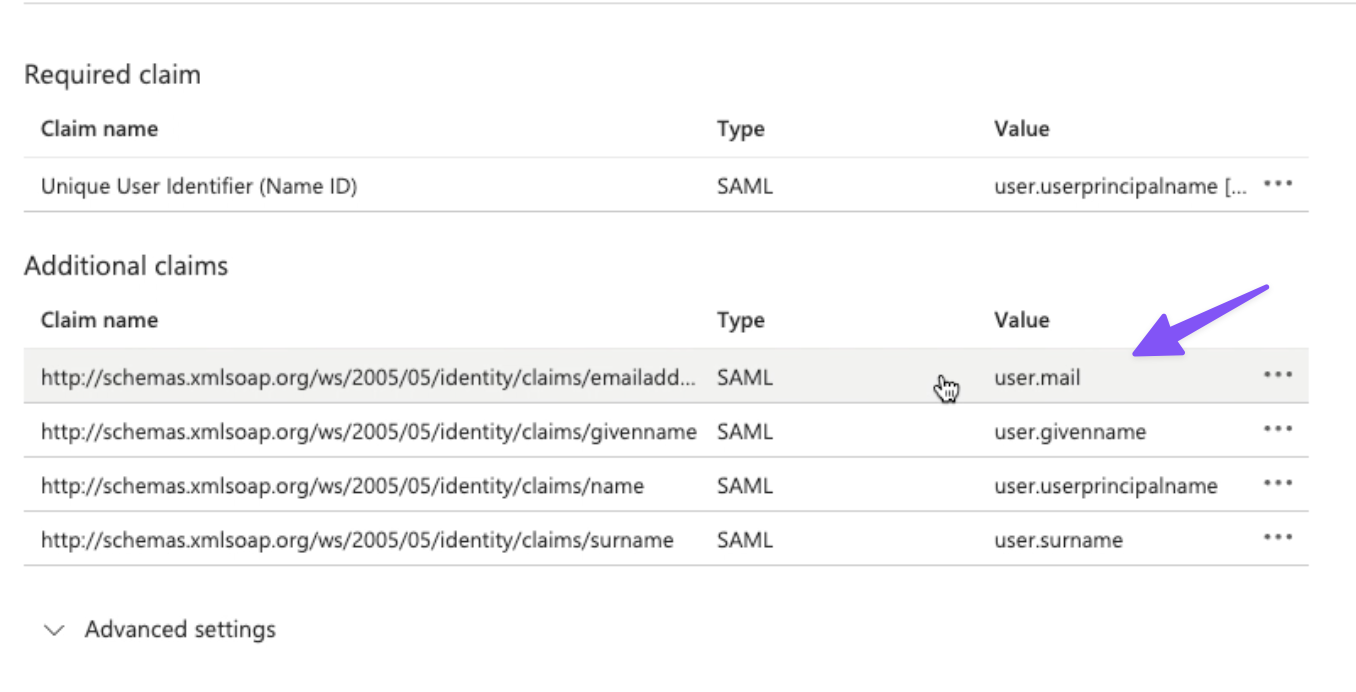 Required claim
Claim name Type Value
Unique User Identifier (Name ID) SAML user.userprincipalname [... •••
Additional claims
Claim name Type Value
http://schemas.xmlsoap.org/ws/2005/05/identity/claims/emailadd... SAML user.mail •••
http://schemas.xmlsoap.org/ws/2005/05/identity/claims/givenname SAML user.givenname •••
http://schemas.xmlsoap.org/ws/2005/05/identity/claims/name SAML user.userprincipalname •••
http://schemas.xmlsoap.org/ws/2005/05/identity/claims/surname SAML user.surname •••
Advanced settings